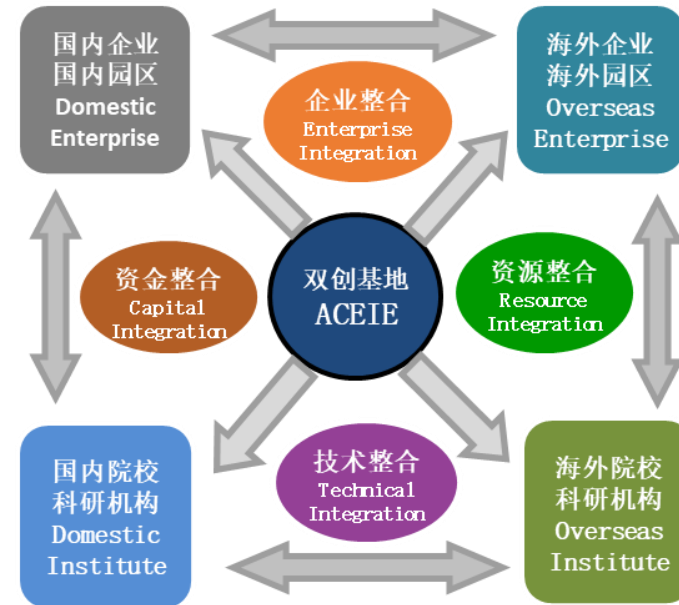 国内企业
国内园区
Domestic
Enterprise
海外企业
海外园区
Overseas
Enterprise
企业整合
Enterprise
Integration
资金整合
Capital
Integration
双创基地
ACEIE
资源整合
Resource
Integration
国内院校
科研机构
Domestic
Institute
技术整合
Technical
Integration
海外院校
科研机构
Overseas
Institute